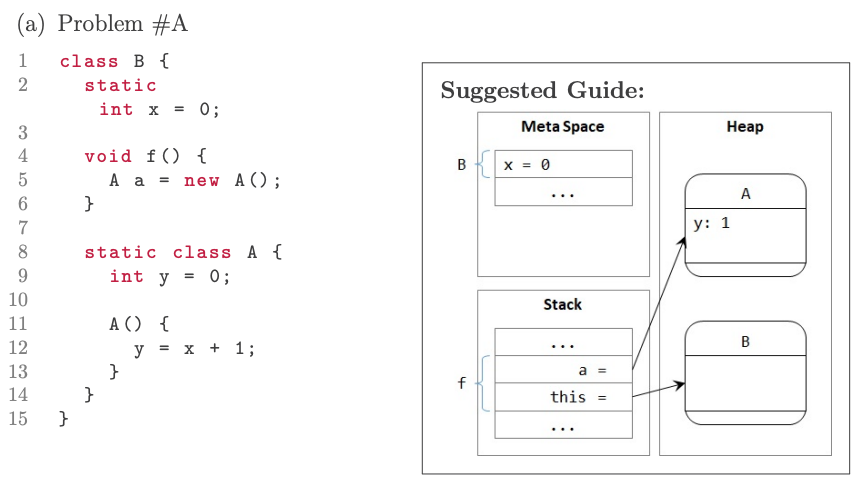 (a) Problem #A
1 class B {
2 static
int x = 0;
3
4 void f() {
5 A a = new A();
6 }
7
8 static class A {
9 int y = 0;
10
11 A() {
12 y = x + 1;
13 }
14 }
15 }
Suggested Guide:
Meta Space
B
x = 0
...
Stack
...
f
a =
this =
...
Heap
A
y: 1
B